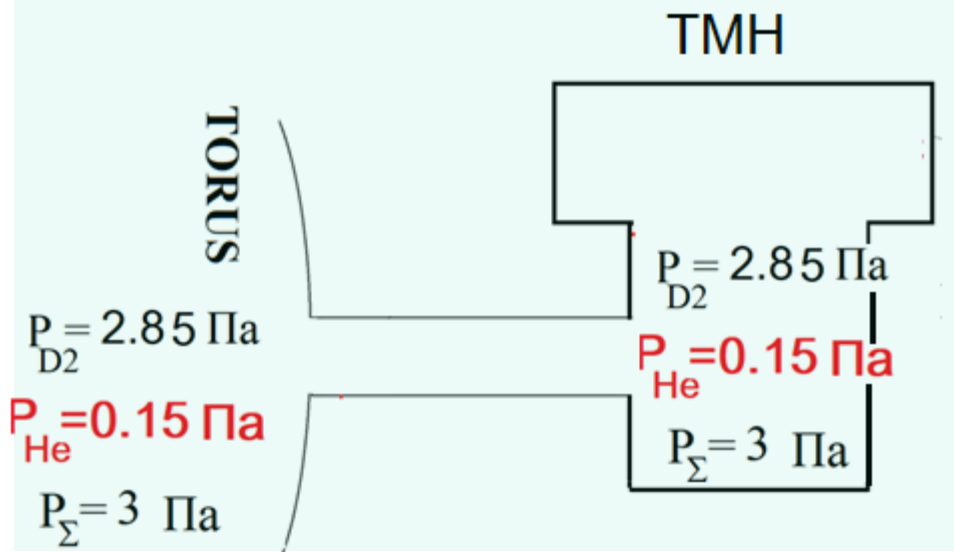 ТМН
TORUS
P_D2 = 2.85 Па
P_He =0.15 Па
P_Σ = 3 Па
P_D2 = 2.85 Па
P_He =0.15 Па
P_Σ = 3 Па